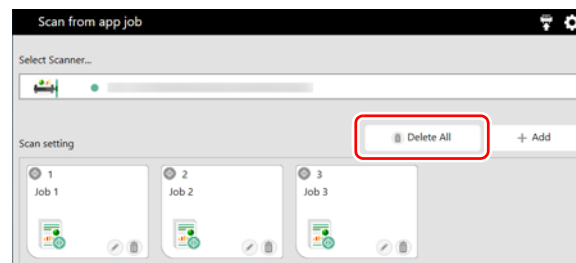 Scan from app job
Select Scanner...
Scan setting
Delete All
+ Add
1
Job 1
2
Job 2
3
Job 3